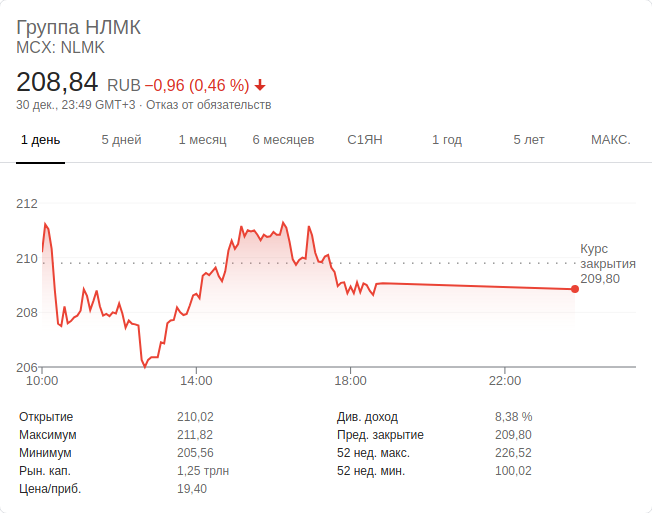 Группа НЛМК
MCX: NLMK
208,84 RUB −0,96 (0,46 %)
30 дек., 23:49 GMT+3 · Отказ от обязательств
1 день 5 дней 1 месяц 6 месяцев С1ЯН 1 год 5 лет МАКС.
212
210
208
206
Курс
закрытия
209,80
10:00 14:00 18:00 22:00
Открытие 210,02 Див. доход 8,38 %
Максимум 211,82 Пред. закрытие 209,80
Минимум 205,56 52 нед. макс. 226,52
Рын. кап. 1,25 трлн 52 нед. мин. 100,02
Цена/приб. 19,40